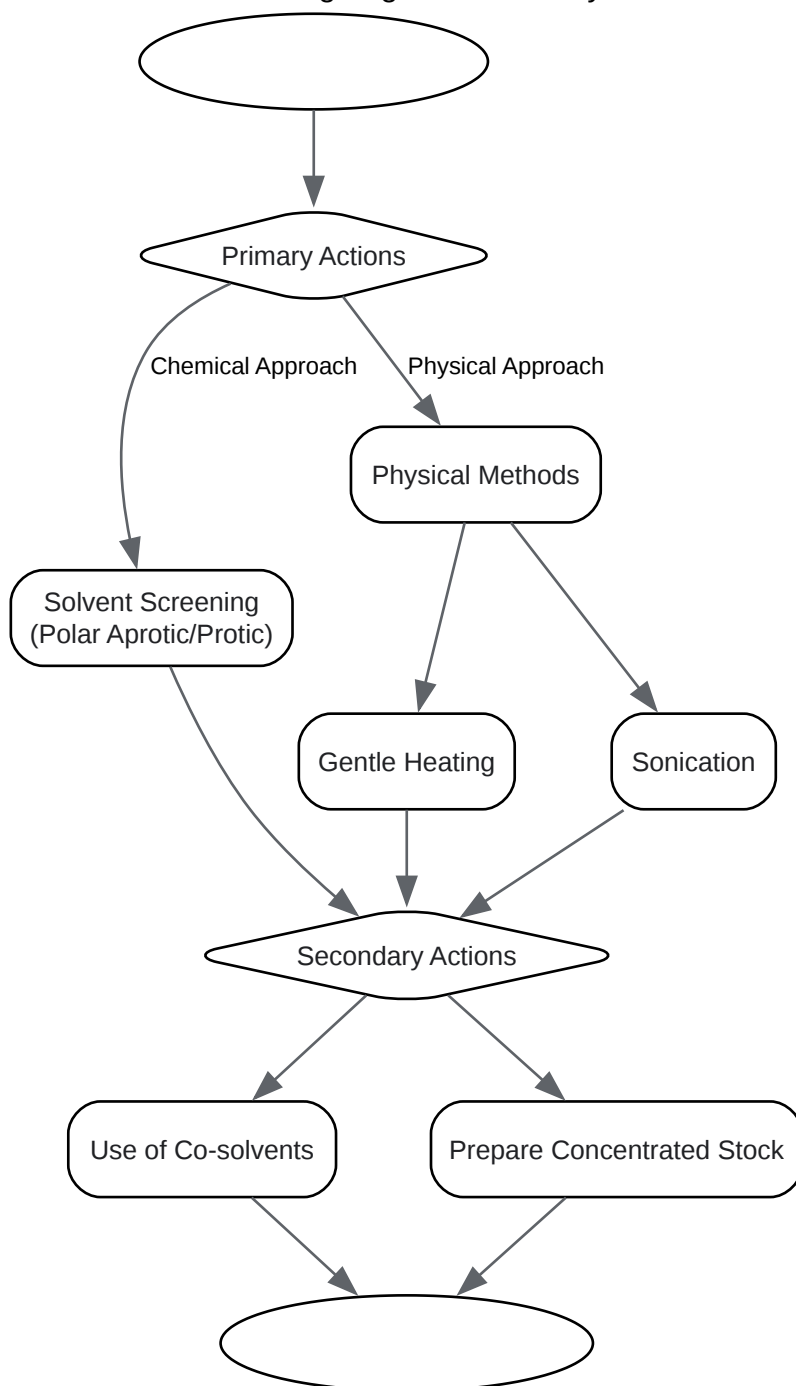 Primary Actions
Chemical Approach
Physical Approach
Physical Methods
Solvent Screening
(Polar Aprotic/Protic)
Gentle Heating
Sonication
Secondary Actions
Use of Co-solvents
Prepare Concentrated Stock